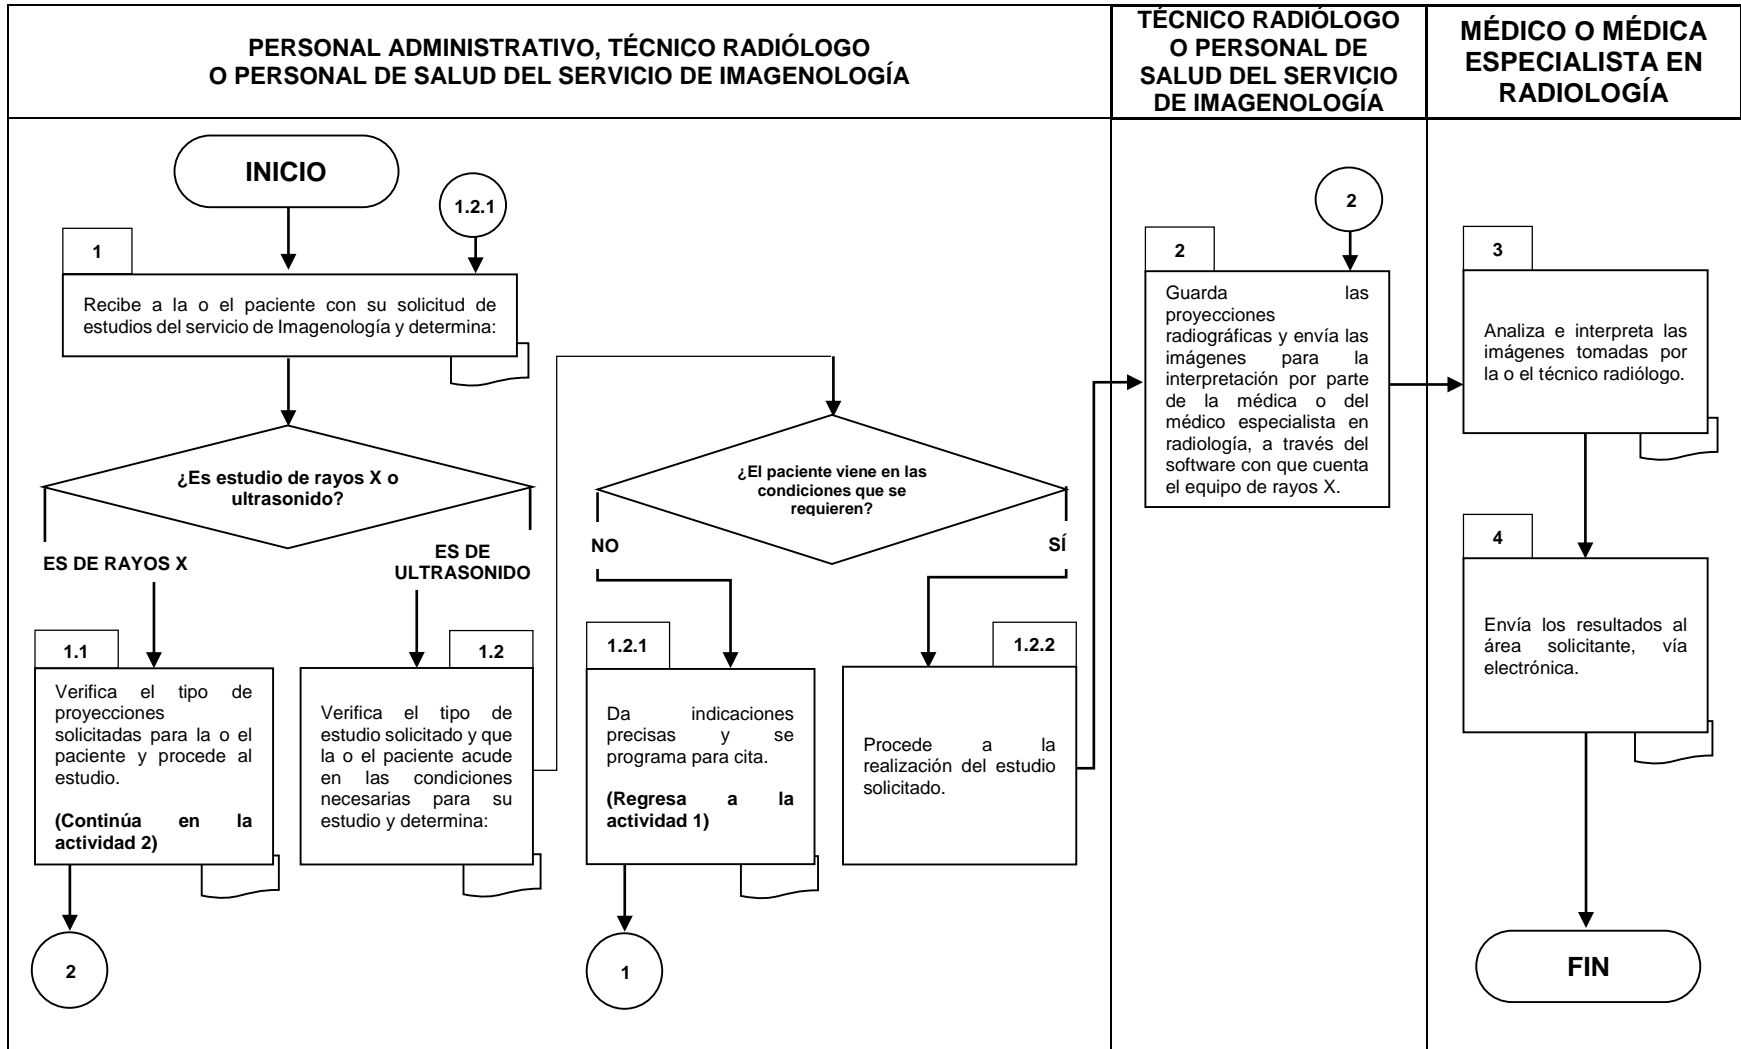 PERSONAL ADMINISTRATIVO, TÉCNICO RADIÓLOGO
O PERSONAL DE SALUD DEL SERVICIO DE IMAGENOLOGÍA
TÉCNICO RADIÓLOGO
O PERSONAL DE
SALUD DEL SERVICIO
DE IMAGENOLOGÍA
MÉDICO O MÉDICA
ESPECIALISTA EN
RADIOLOGÍA
INICIO
1.2.1
1
Recibe a la o el paciente con su solicitud de
estudios del servicio de Imagenología y determina:
¿Es estudio de rayos X o
ultrasonido?
ES DE RAYOS X
ES DE
ULTRASONIDO
1.1
Verifica el tipo de
proyecciones
solicitadas para la o el
paciente y procede al
estudio.
(Continúa en la
actividad 2)
2
1.2
Verifica el tipo de
estudio solicitado y que
la o el paciente acude
en las condiciones
necesarias para su
estudio y determina:
¿El paciente viene en las
condiciones que se
requieren?
NO
SÍ
1.2.1
Da indicaciones
precisas y se
programa para cita.
(Regresa a la
actividad 1)
1
1.2.2
Procede a la
realización del estudio
solicitado.
2
2
Guarda las
proyecciones
radiográficas y envía las
imágenes para la
interpretación por parte
de la médica o del
médico especialista en
radiología, a través del
software con que cuenta
el equipo de rayos X.
3
Analiza e interpreta las
imágenes tomadas por
la o el técnico radiólogo.
4
Envía los resultados al
área solicitante, vía
electrónica.
FIN